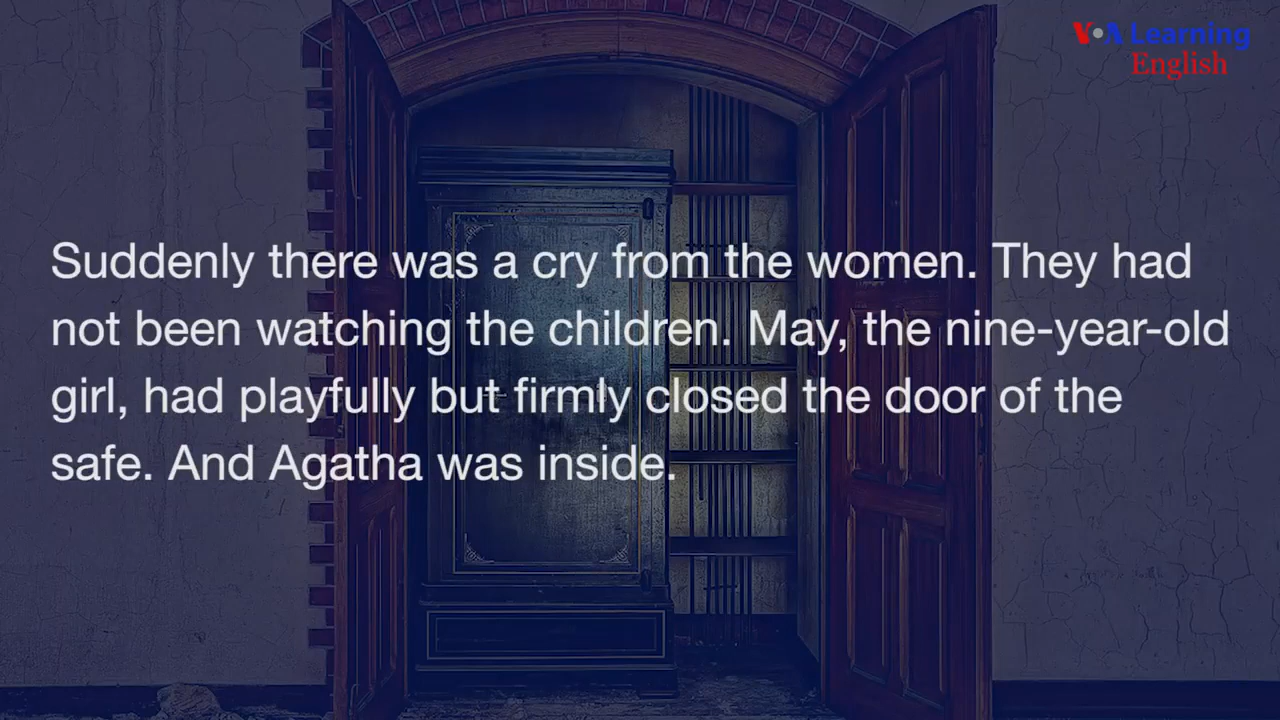 VOA Learning
English
Suddenly there was a cry from the women. They had
not been watching the children. May, the nine-year-old
girl, had playfully but firmly closed the door of the
safe. And Agatha was inside.